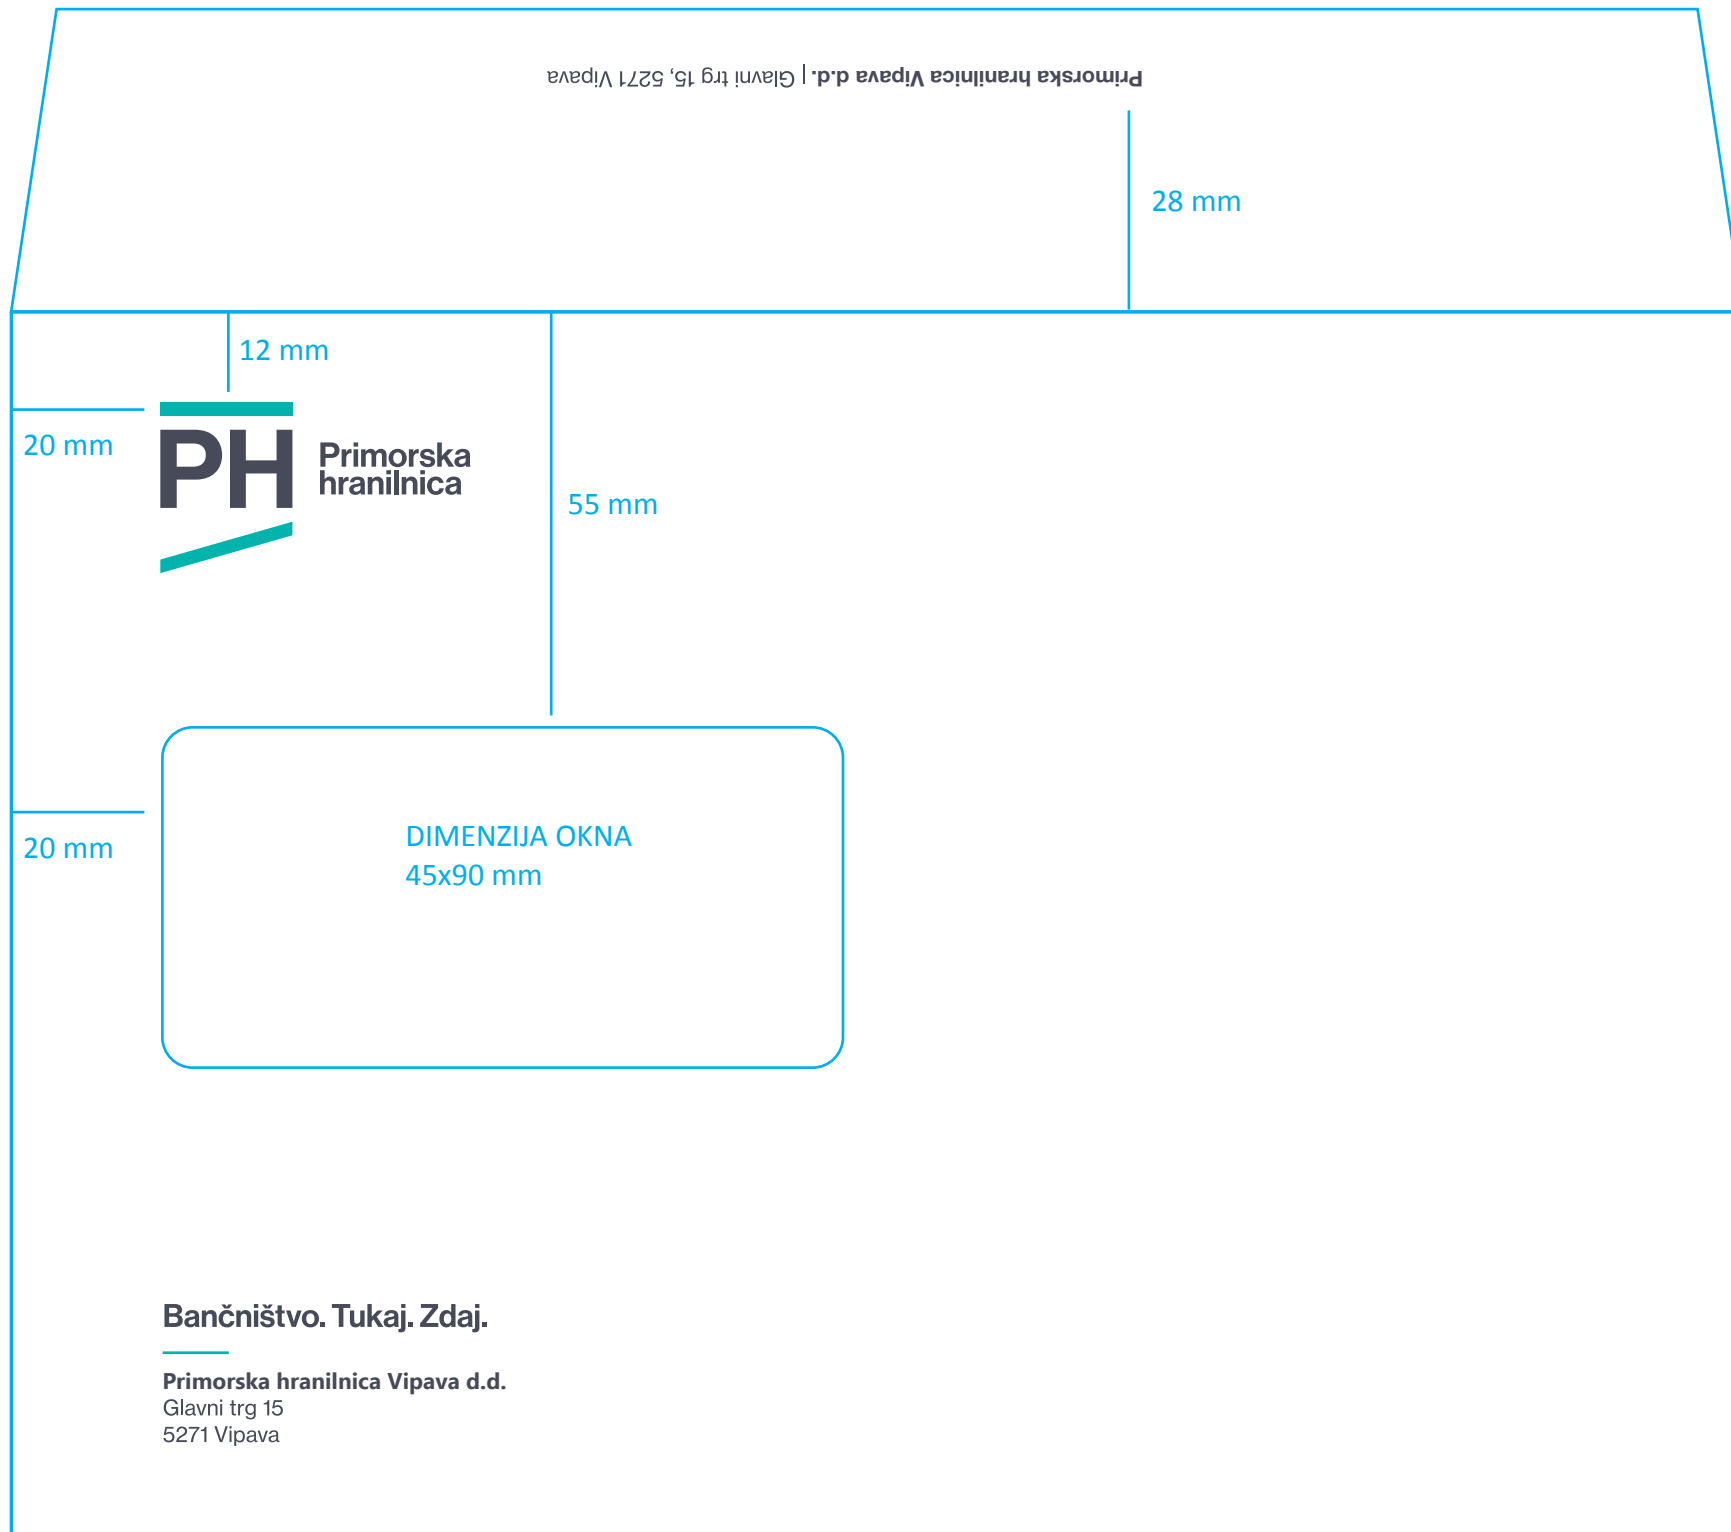 Primorska hranilnica Vipava d.d. | Glavni trg 15, 5271 Vipava
28 mm
12 mm
20 mm
PH
Primorska
hranilnica
55 mm
DIMENZIJA OKNA
45x90 mm
20 mm
Bančništvo. Tukaj. Zdaj.
Primorska hranilnica Vipava d.d.
Glavni trg 15
5271 Vipava